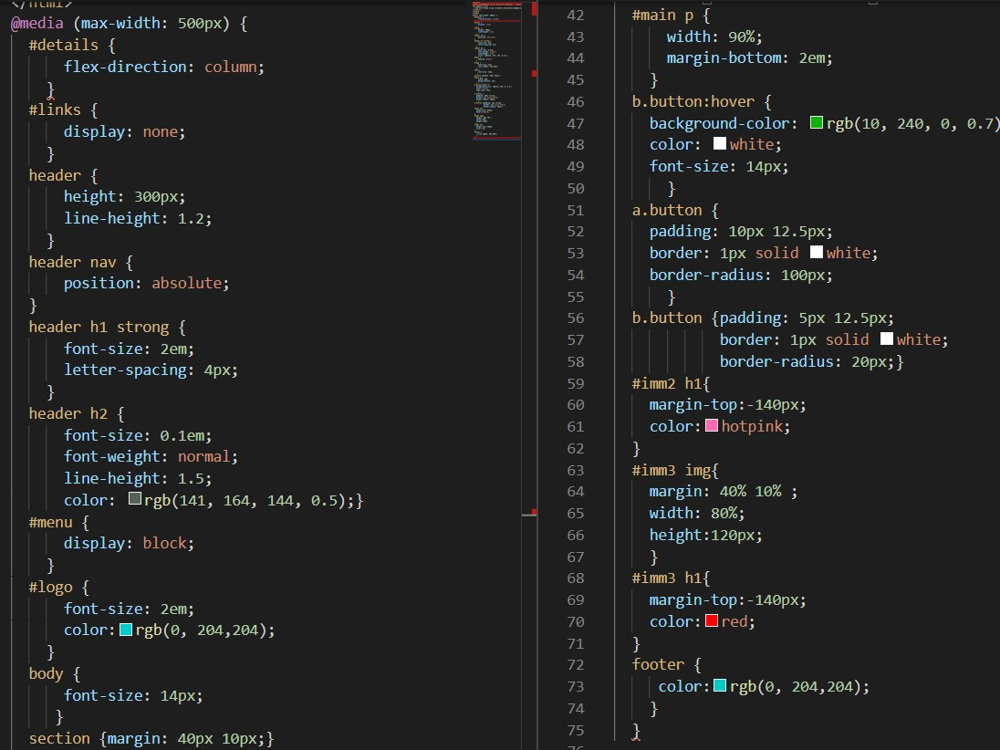 </html>
@media (max-width: 500px) {
#details {
flex-direction: column;
}
#links {
display: none;
}
header {
height: 300px;
line-height: 1.2;
}
header nav {
position: absolute;
}
header h1 strong {
font-size: 2em;
letter-spacing: 4px;
}
header h2 {
font-size: 0.1em;
font-weight: normal;
line-height: 1.5;
color: rgb(141, 164, 144, 0.5);}
#menu {
display: block;
}
#logo {
font-size: 2em;
color:rgb(0, 204,204);
}
body {
font-size: 14px;
}
section {margin: 40px 10px;}
42 #main p {
43 width: 90%;
44 margin-bottom: 2em;
45 }
46 b.button:hover {
47 background-color: rgb(10, 240, 0, 0.7)
48 color: white;
49 font-size: 14px;
50 }
51 a.button {
52 padding: 10px 12.5px;
53 border: 1px solid white;
54 border-radius: 100px;
55 }
56 b.button {padding: 5px 12.5px;
57 border: 1px solid white;
58 border-radius: 20px;}
59 #imm2 h1{
60 margin-top:-140px;
61 color:hotpink;
62 }
63 #imm3 img{
64 margin: 40% 10% ;
65 width: 80%;
66 height:120px;
67 }
68 #imm3 h1{
69 margin-top:-140px;
70 color:red;
71 }
72 footer {
73 color:rgb(0, 204,204);
74 }
75 }